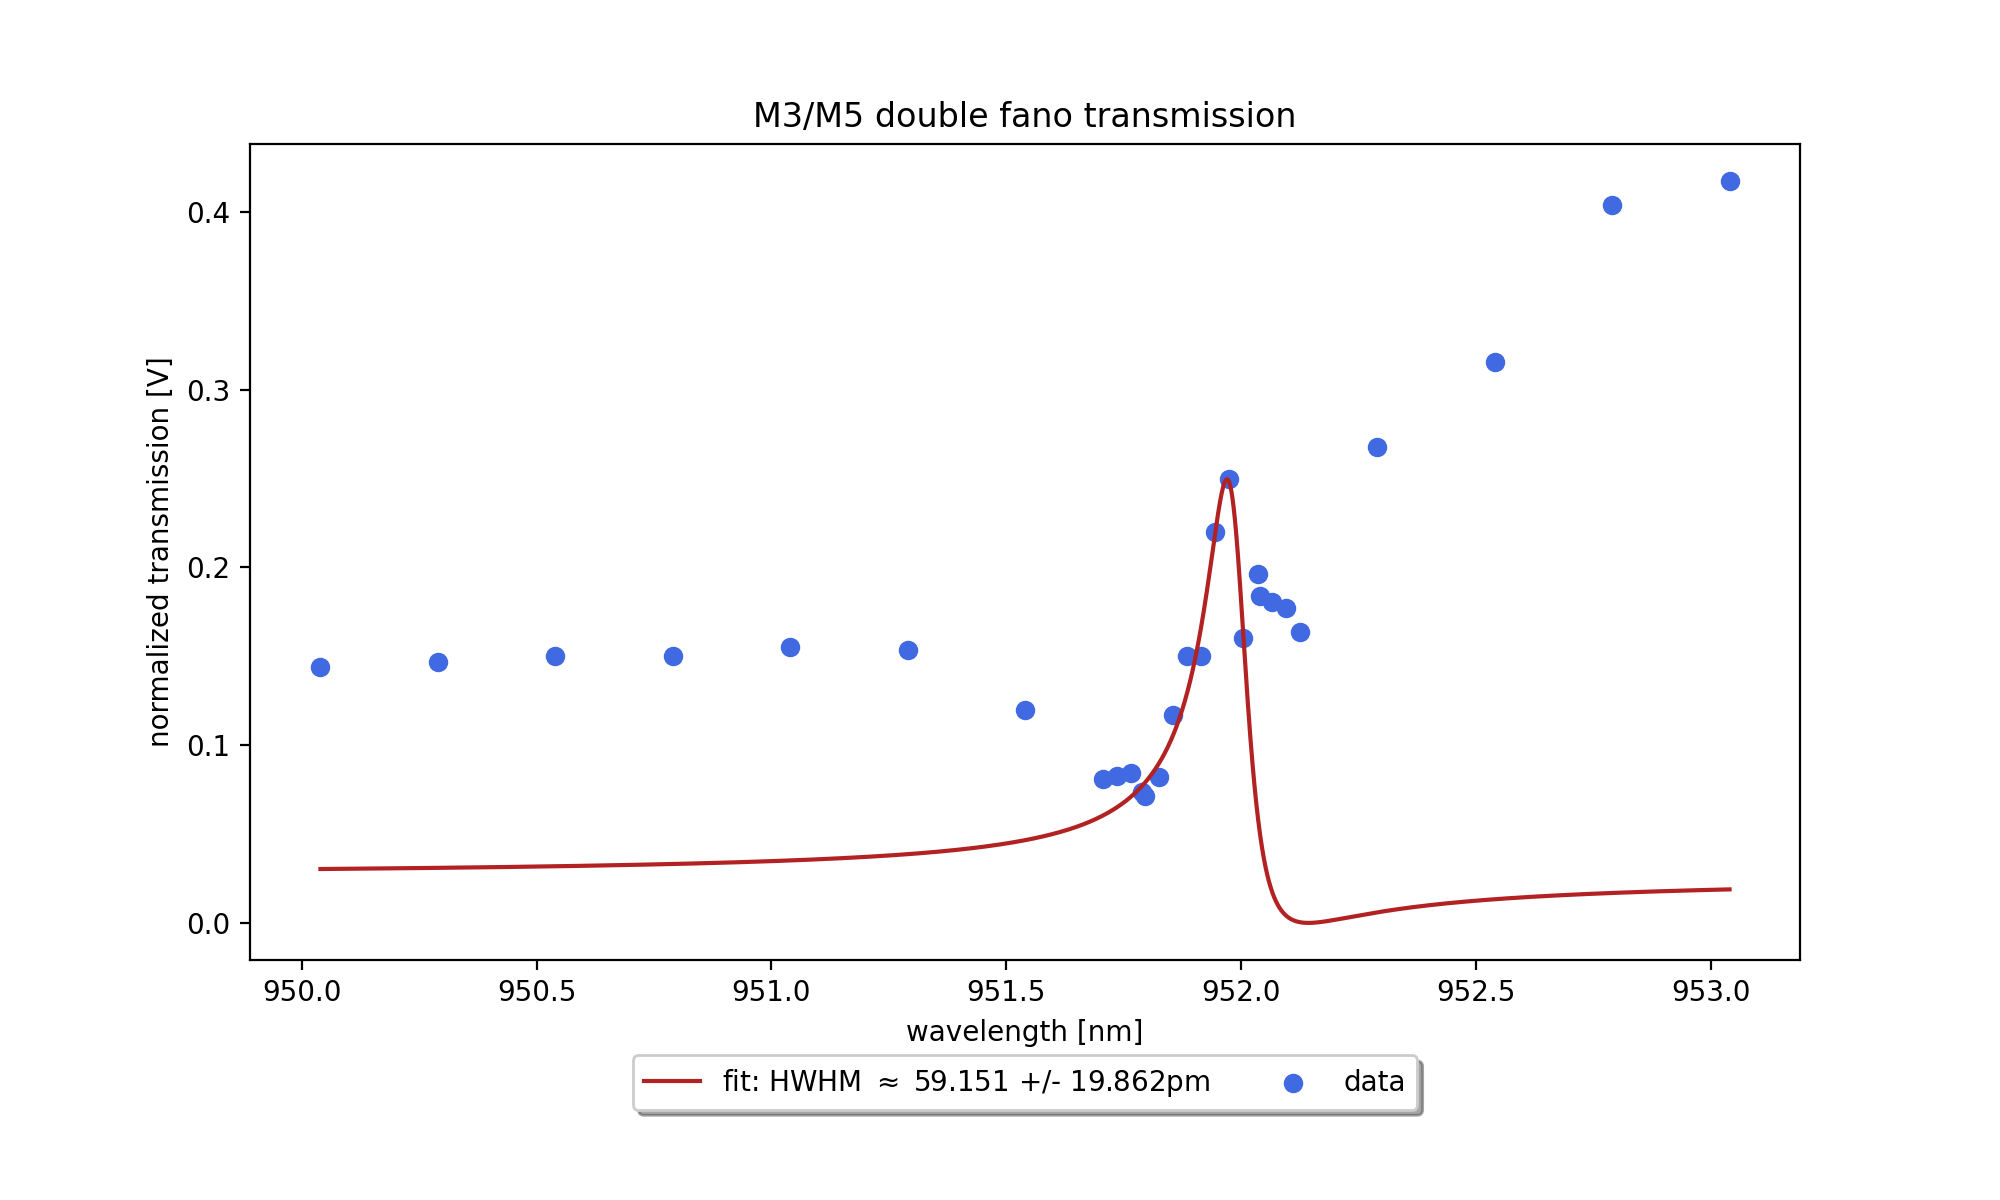 M3/M5 double fano transmission
normalized transmission [V]
0.4
0.3
0.2
0.1
0.0
950.0 950.5 951.0 951.5 952.0 952.5 953.0
wavelength [nm]
fit: HWHM ≈ 59.151 +/- 19.862pm data